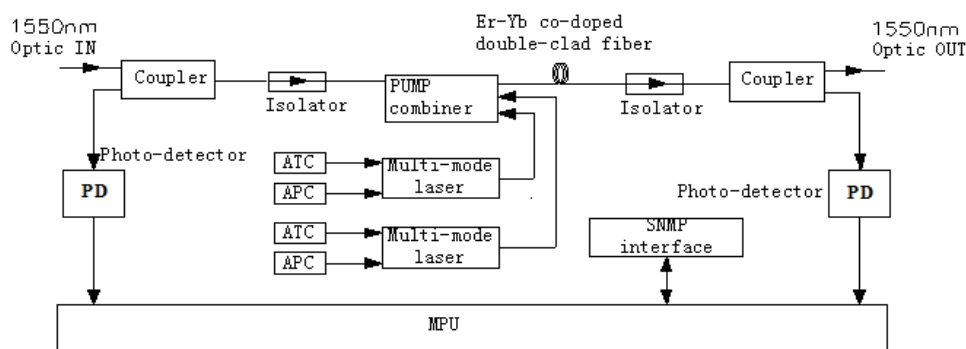 1550nm
Optic IN
Er-Yb co-doped
double-clad fiber
1550nm
Optic OUT
Coupler
Isolator
PUMP
combiner
Isolator
Coupler
Photo-detector
PD
ATC
APC
Multi-mode
laser
ATC
APC
Multi-mode
laser
SNMP
interface
Photo-detector
PD
MPU